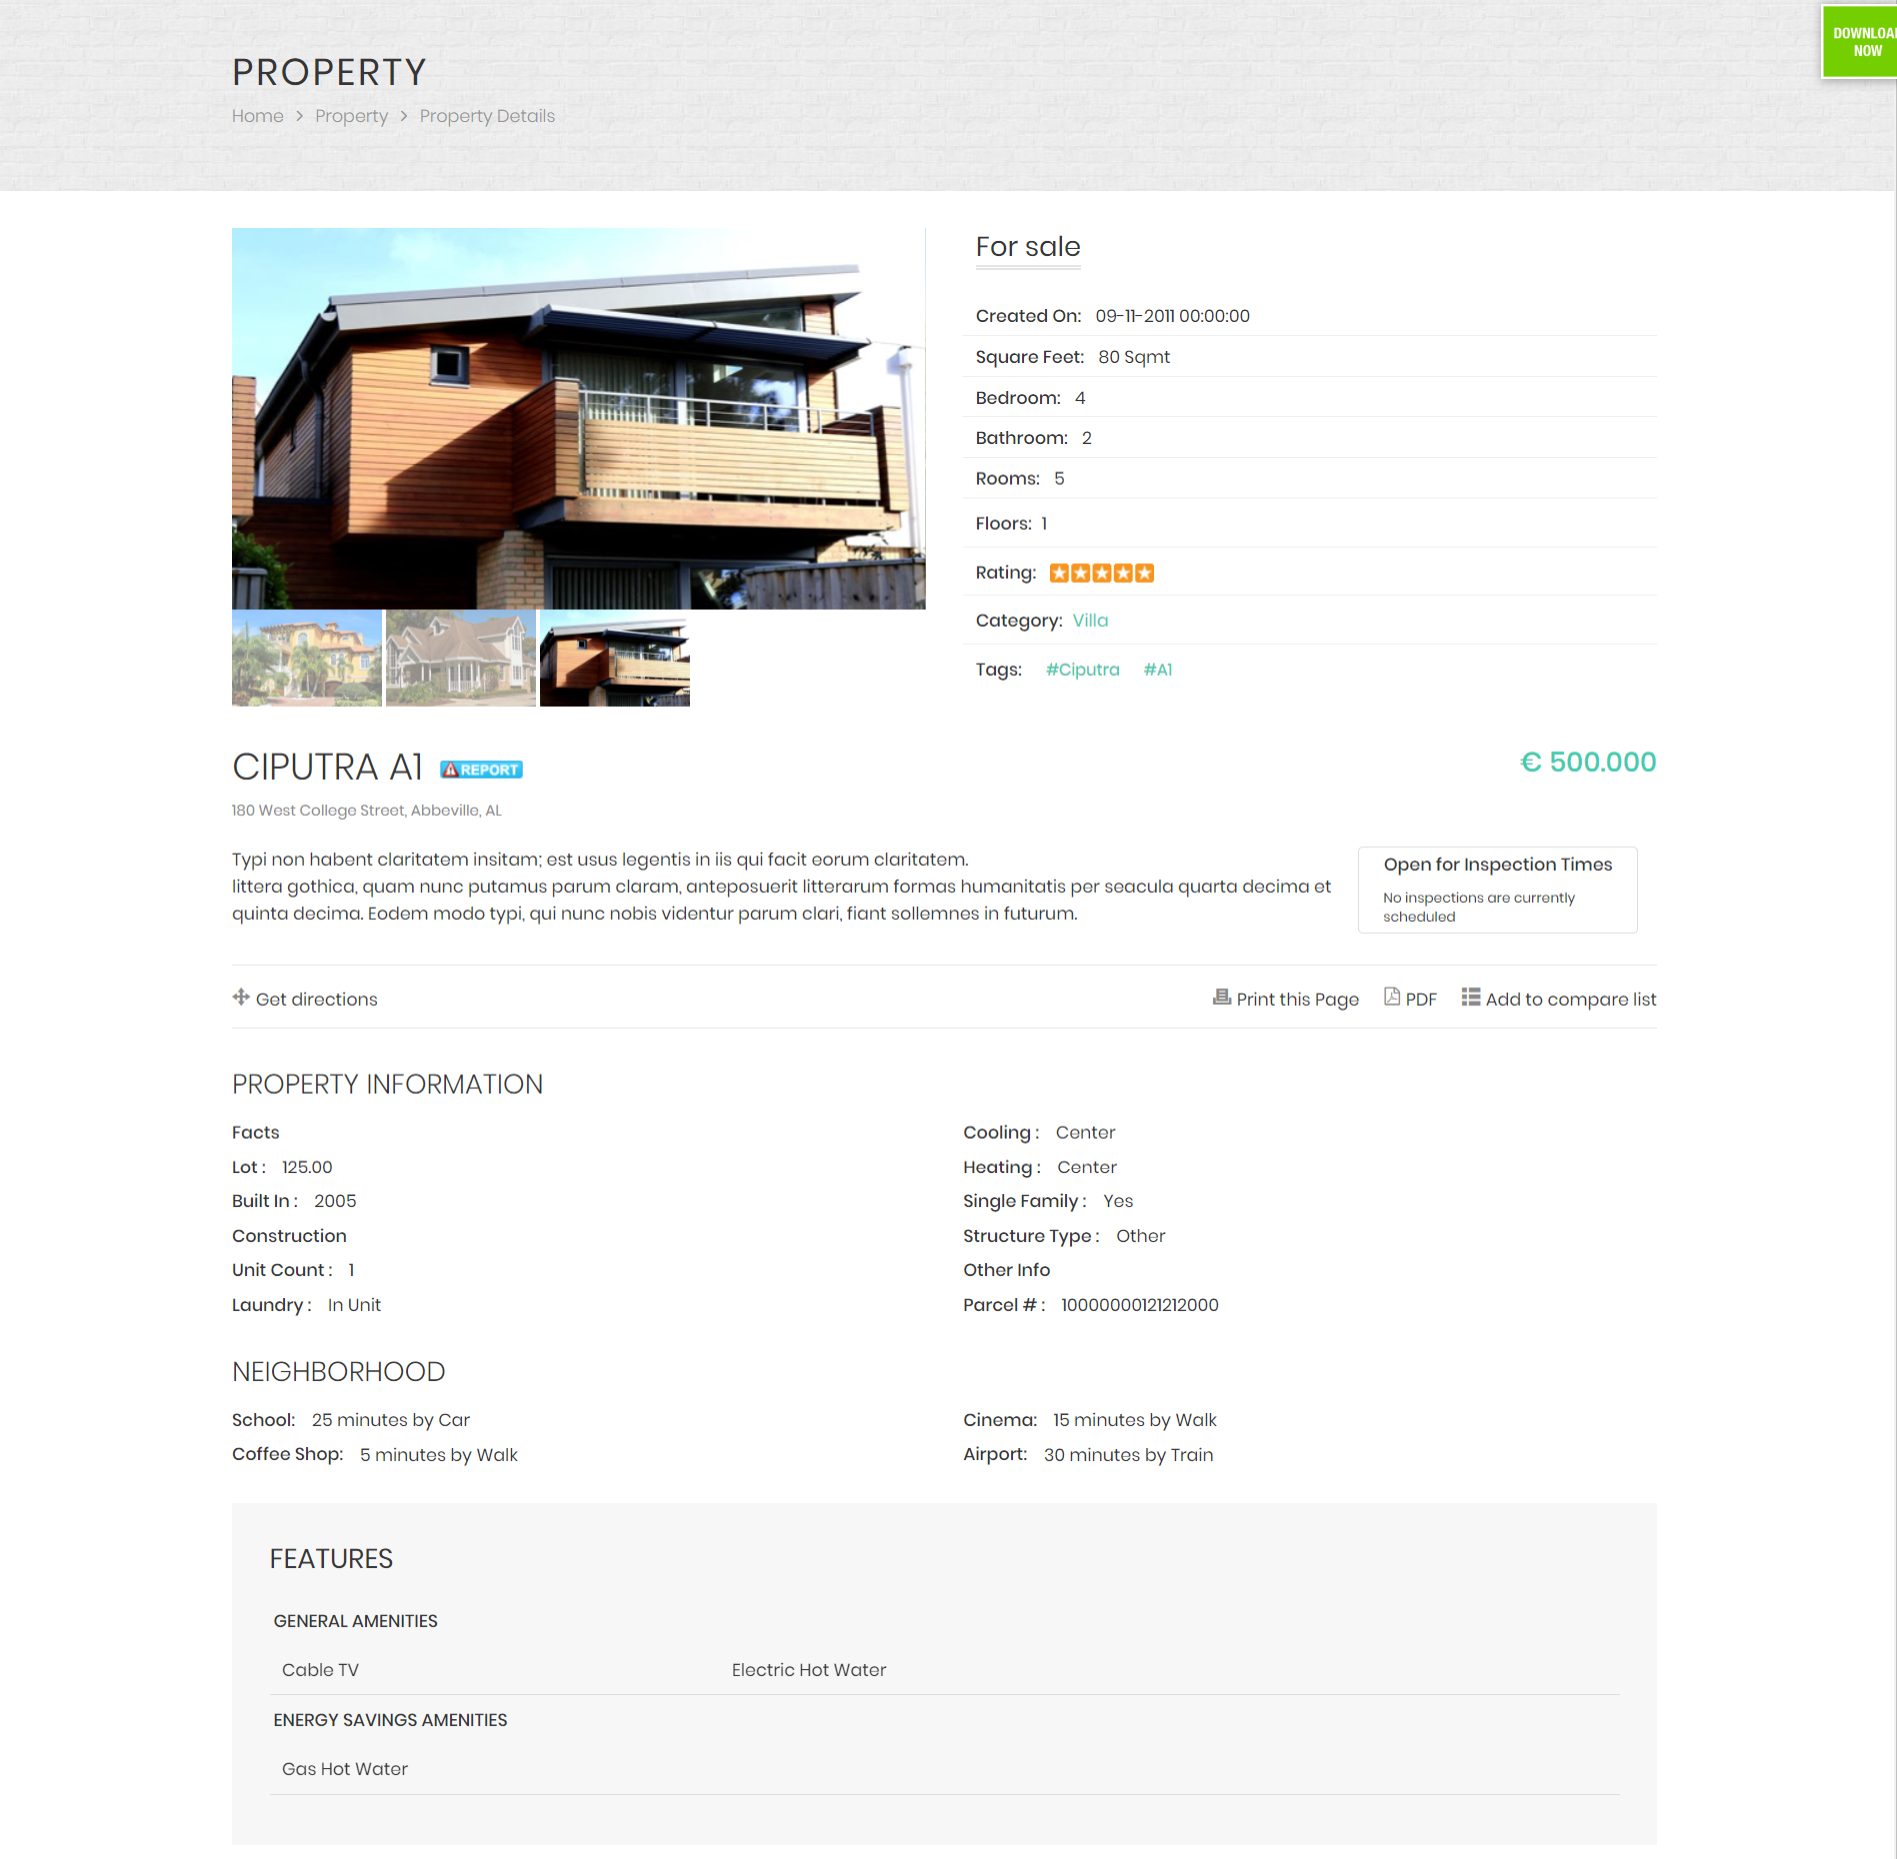 DOWNLOA
NOW
PROPERTY
Home > Property > Property Details
For sale
Created On: 09-11-2011 00:00:00
Square Feet: 80 Sqmt
Bedroom: 4
Bathroom: 2
Rooms: 5
Floors: 1
Rating:
Category: Villa
Tags: #Ciputra #A1
CIPUTRA A1 REPORT
€ 500.000
180 West College Street, Abbeville, AL
Typi non habent claritatem insitam; est usus legentis in iis qui facit eorum claritatem.
littera gothica, quam nunc putamus parum claram, anteposuerit litterarum formas humanitatis per seacula quarta decima et
quinta decima. Eodem modo typi, qui nunc nobis videntur parum clari, fiant sollemnes in futurum.
Open for Inspection Times
No inspections are currently
scheduled
Get directions
Print this Page PDF Add to compare list
PROPERTY INFORMATION
Facts
Lot : 125.00
Built In : 2005
Construction
Unit Count : 1
Laundry : In Unit
Cooling : Center
Heating : Center
Single Family : Yes
Structure Type : Other
Other Info
Parcel # : 10000000121212000
NEIGHBORHOOD
School: 25 minutes by Car
Coffee Shop: 5 minutes by Walk
Cinema: 15 minutes by Walk
Airport: 30 minutes by Train
FEATURES
GENERAL AMENITIES
Cable TV Electric Hot Water
ENERGY SAVINGS AMENITIES
Gas Hot Water